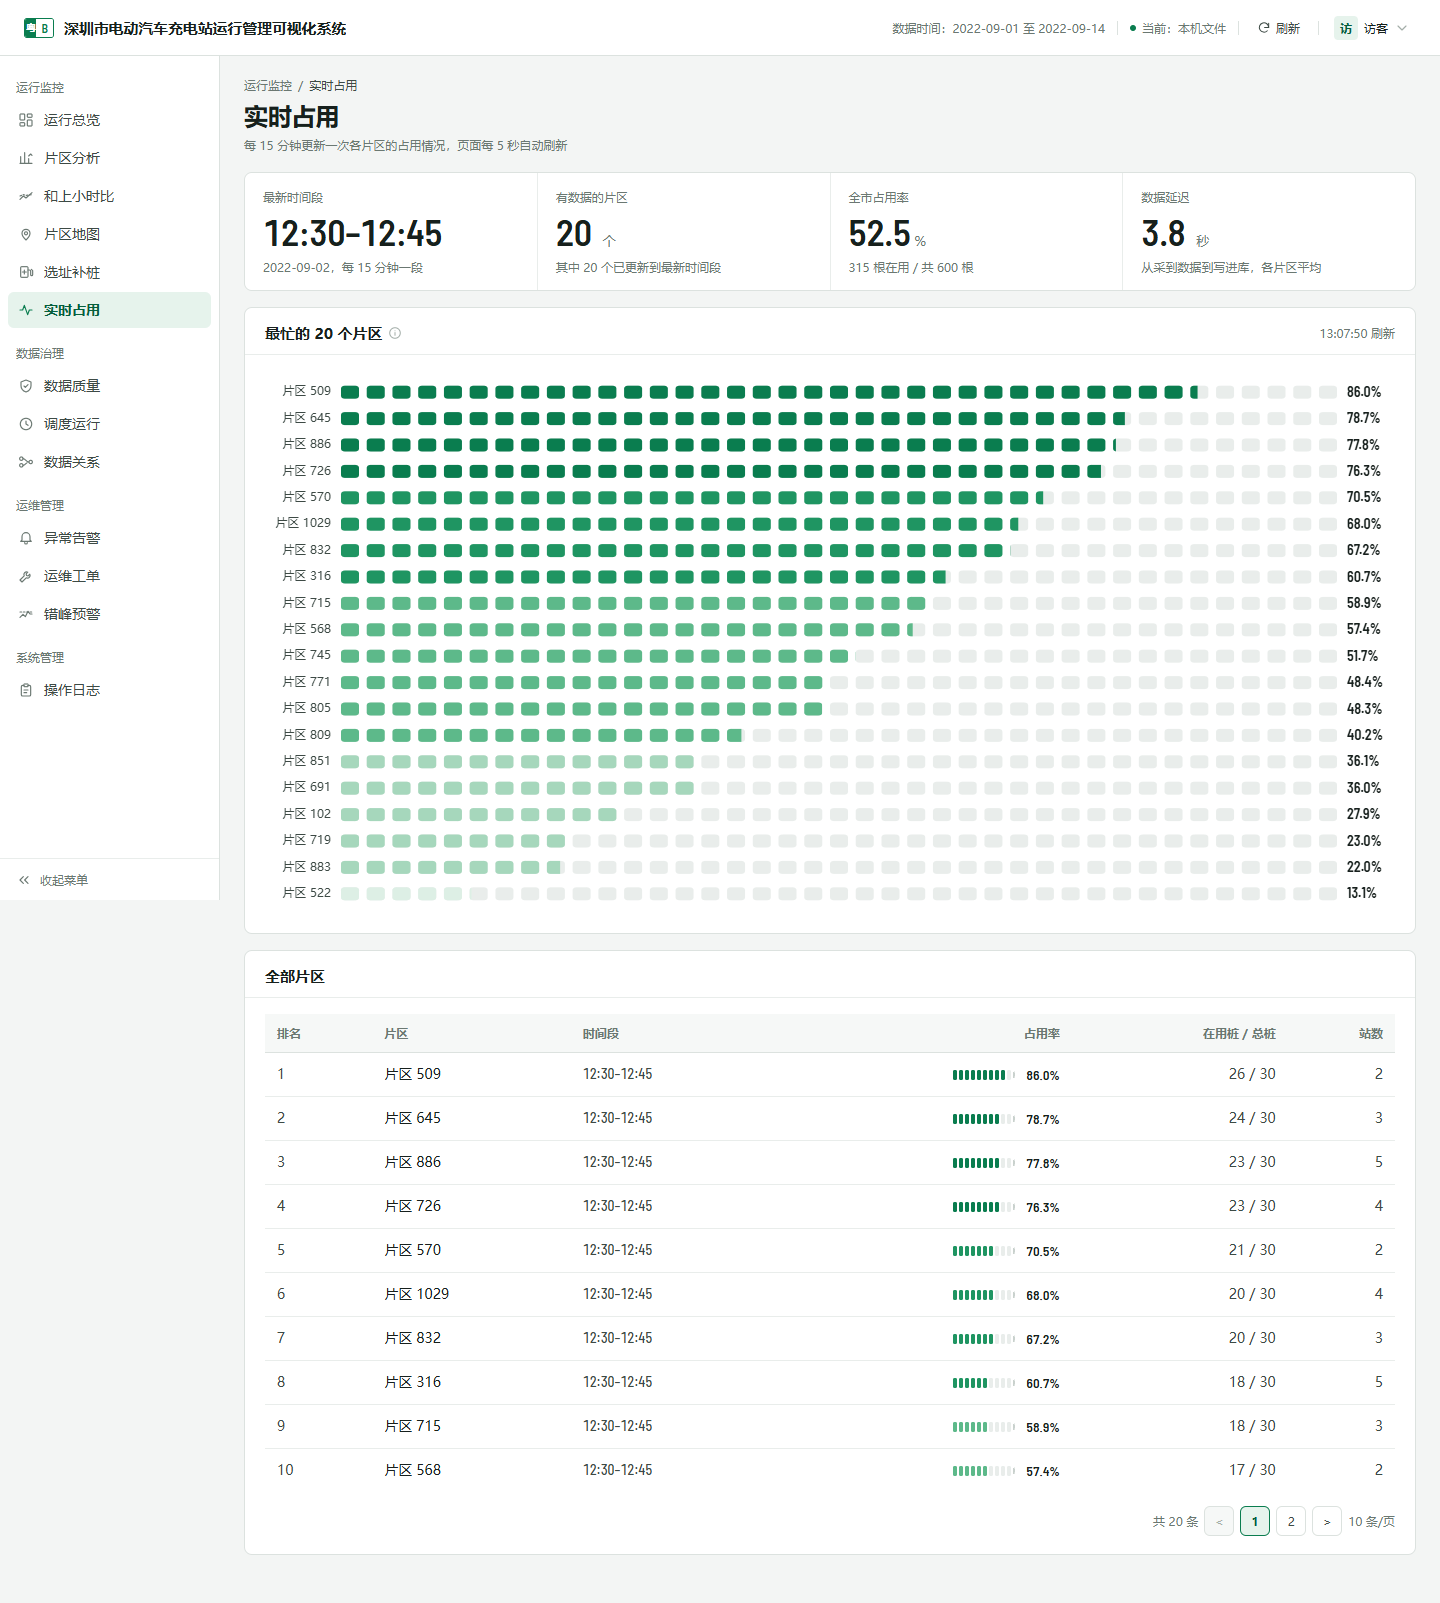 粤 B 深圳市电动汽车充电站运行管理可视化系统
数据时间：2022-09-01 至 2022-09-14 当前：本机文件 刷新 访 访客
运行监控
运行总览
片区分析
和上小时比
片区地图
选址补桩
实时占用
数据治理
数据质量
调度运行
数据关系
运维管理
异常告警
运维工单
错峰预警
系统管理
操作日志
收起菜单
运行监控 / 实时占用
实时占用
每 15 分钟更新一次各片区的占用情况，页面每 5 秒自动刷新
最新时间段
12:30-12:45
2022-09-02，每 15 分钟一段
有数据的片区
20 个
其中 20 个已更新到最新时间段
全市占用率
52.5 %
315 根在用 / 共 600 根
数据延迟
3.8 秒
从采到数据到写进库，各片区平均
最忙的 20 个片区
13:07:50 刷新
片区 509 86.0%
片区 645 78.7%
片区 886 77.8%
片区 726 76.3%
片区 570 70.5%
片区 1029 68.0%
片区 832 67.2%
片区 316 60.7%
片区 715 58.9%
片区 568 57.4%
片区 745 51.7%
片区 771 48.4%
片区 805 48.3%
片区 809 40.2%
片区 851 36.1%
片区 691 36.0%
片区 102 27.9%
片区 719 23.0%
片区 883 22.0%
片区 522 13.1%
全部片区
排名 片区 时间段 占用率 在用桩 / 总桩 站数
1 片区 509 12:30-12:45 86.0% 26 / 30 2
2 片区 645 12:30-12:45 78.7% 24 / 30 3
3 片区 886 12:30-12:45 77.8% 23 / 30 5
4 片区 726 12:30-12:45 76.3% 23 / 30 4
5 片区 570 12:30-12:45 70.5% 21 / 30 2
6 片区 1029 12:30-12:45 68.0% 20 / 30 4
7 片区 832 12:30-12:45 67.2% 20 / 30 3
8 片区 316 12:30-12:45 60.7% 18 / 30 5
9 片区 715 12:30-12:45 58.9% 18 / 30 3
10 片区 568 12:30-12:45 57.4% 17 / 30 2
共 20 条 < 1 2 > 10 条/页